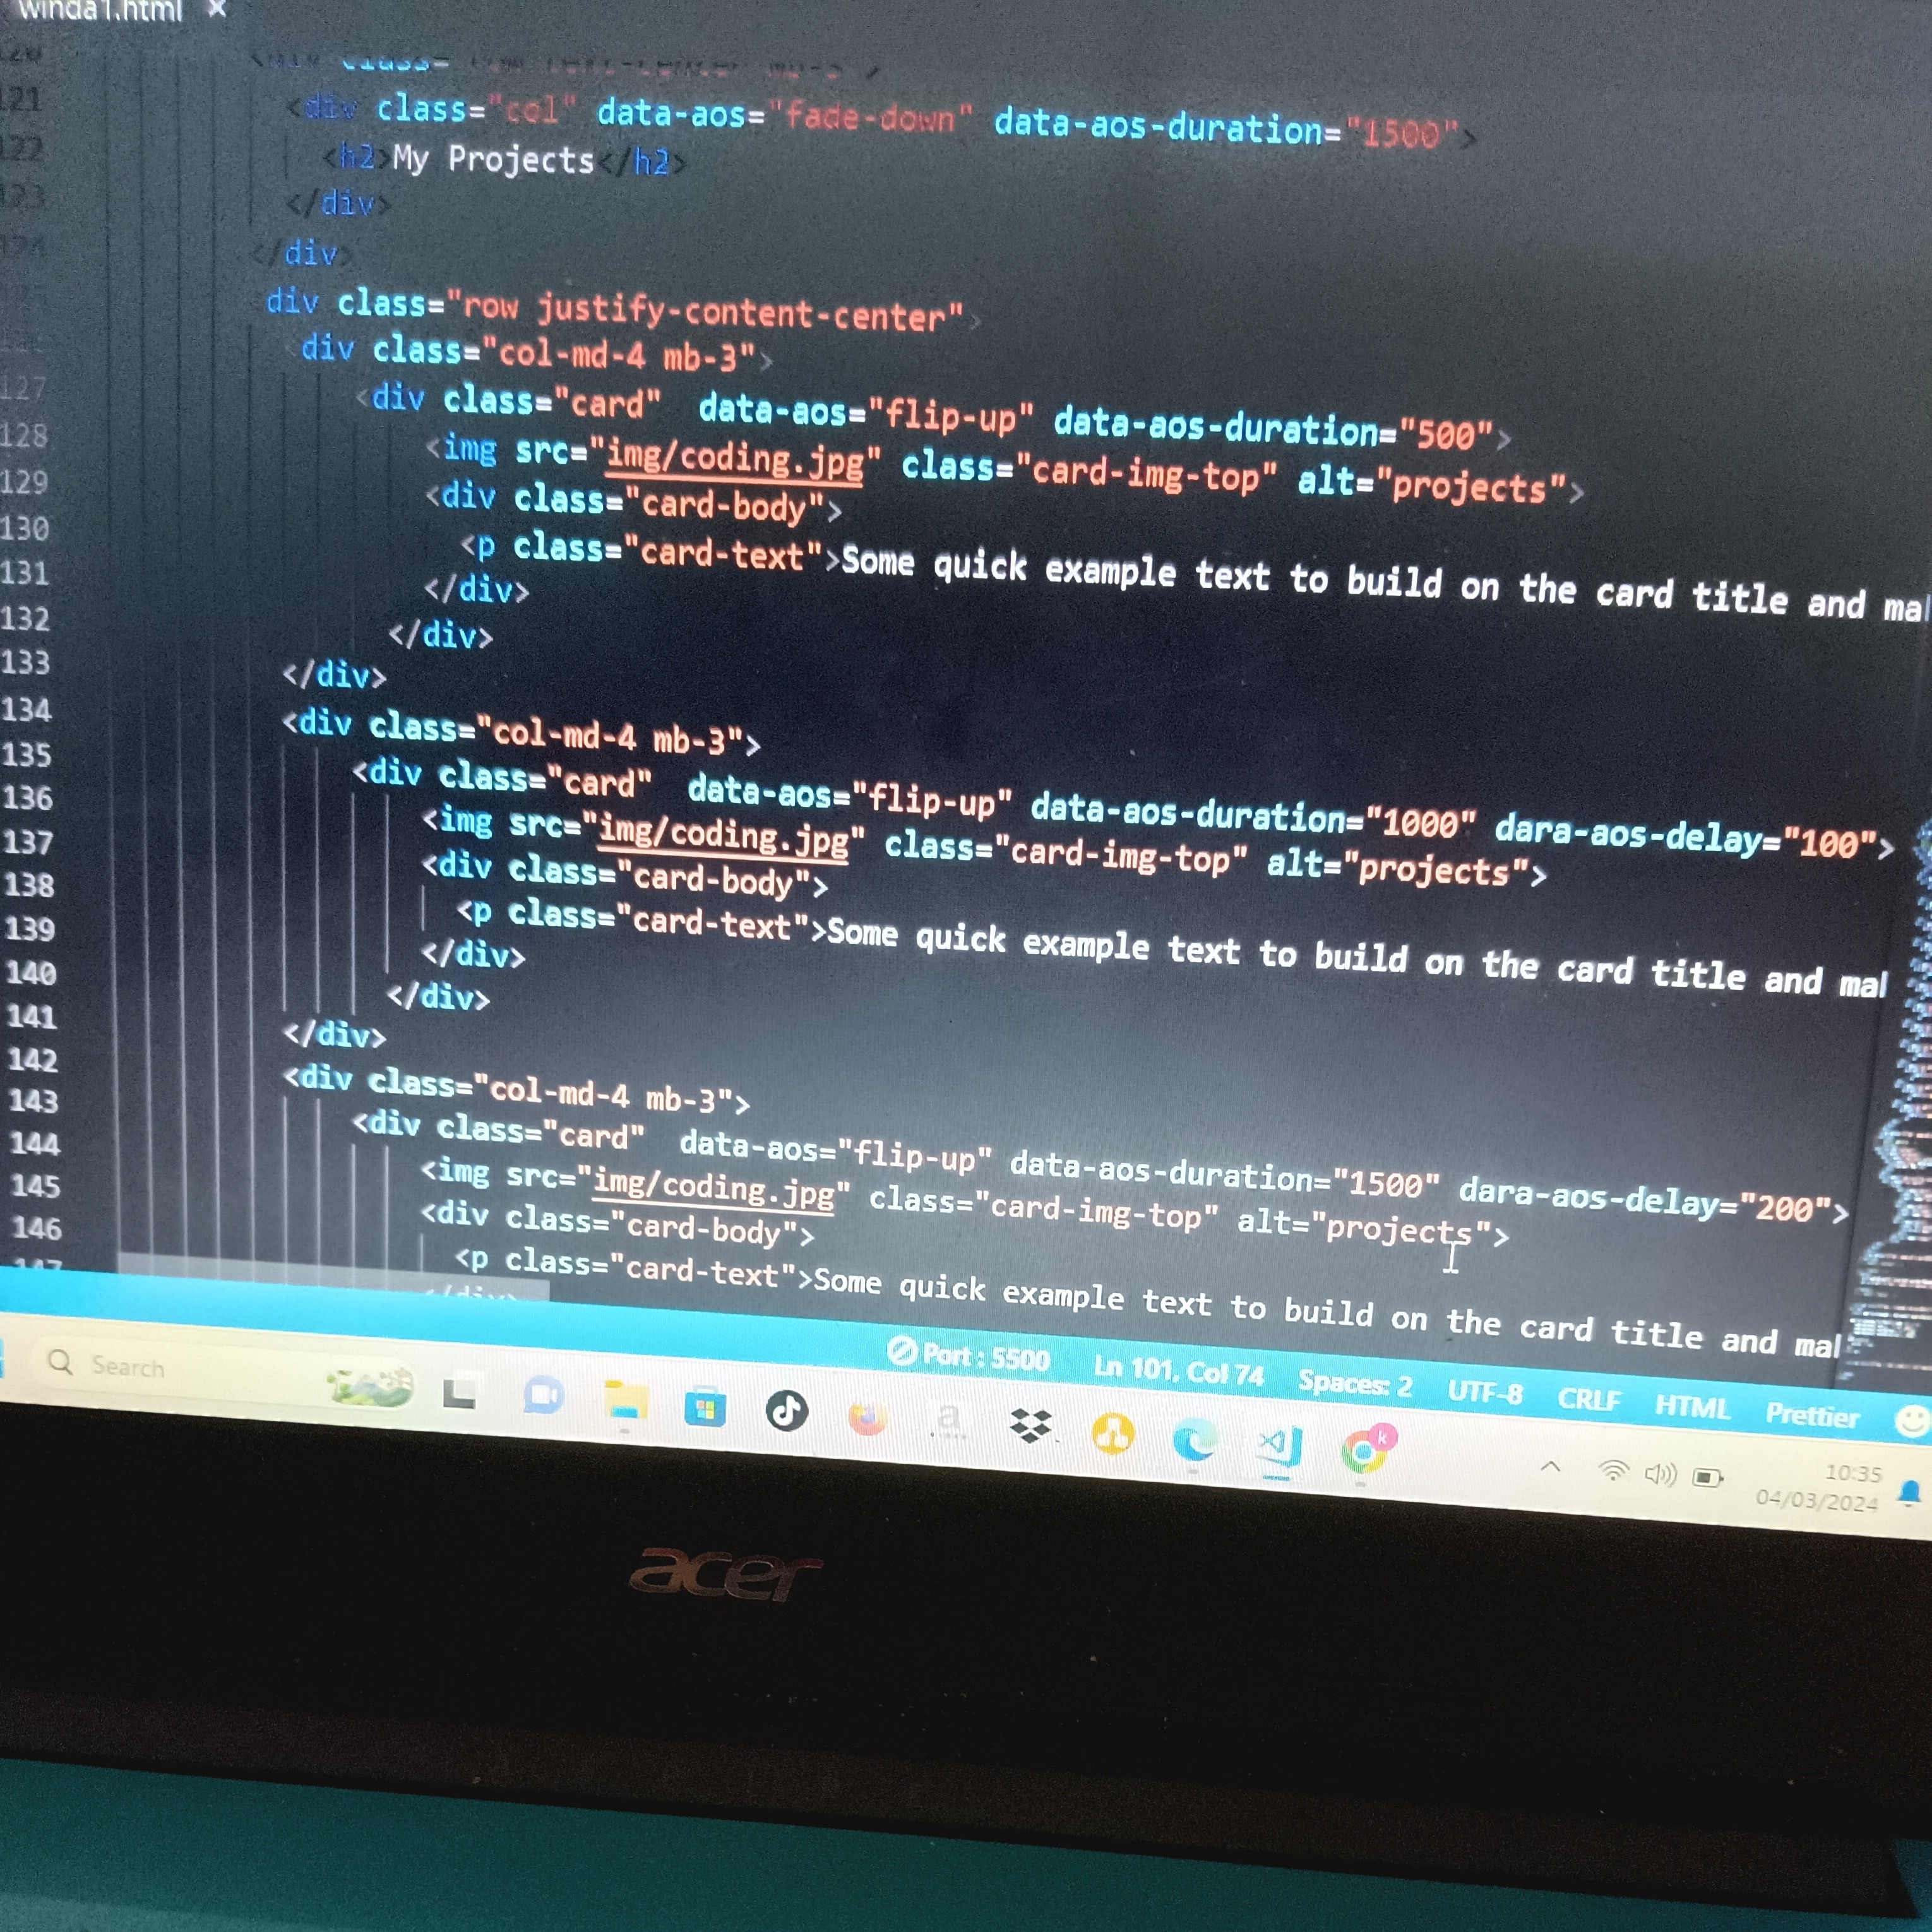 winda1.html ×
121 <div class="col" data-aos="fade-down" data-aos-duration="1500">
122 <h2>My Projects</h2>
123 </div>
124 </div>
div class="row justify-content-center">
div class="col-md-4 mb-3">
127 <div class="card" data-aos="flip-up" data-aos-duration="500">
128 <img src="img/coding.jpg" class="card-img-top" alt="projects">
129 <div class="card-body">
130 <p class="card-text">Some quick example text to build on the card title and mal
131 </div>
132 </div>
133 </div>
134 <div class="col-md-4 mb-3">
135 <div class="card" data-aos="flip-up" data-aos-duration="1000" dara-aos-delay="100">
136 <img src="img/coding.jpg" class="card-img-top" alt="projects">
137 <div class="card-body">
138 <p class="card-text">Some quick example text to build on the card title and mal
139 </div>
140 </div>
141 </div>
142 <div class="col-md-4 mb-3">
143 <div class="card" data-aos="flip-up" data-aos-duration="1500" dara-aos-delay="200">
144 <img src="img/coding.jpg" class="card-img-top" alt="projects">
145 <div class="card-body">
146 <p class="card-text">Some quick example text to build on the card title and mal
147 </div>
Port : 5500 Ln 101, Col 74 Spaces: 2 UTF-8 CRLF HTML Prettier
Search
a
k
10:35
04/03/2024
acer